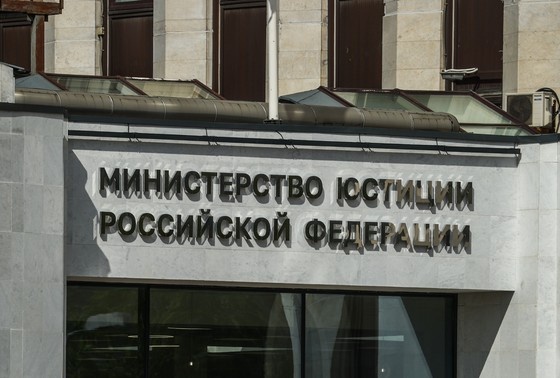 МИНИСТЕРСТВО ЮСТИЦИИ
РОССИЙСКОЙ ФЕДЕРАЦИИ